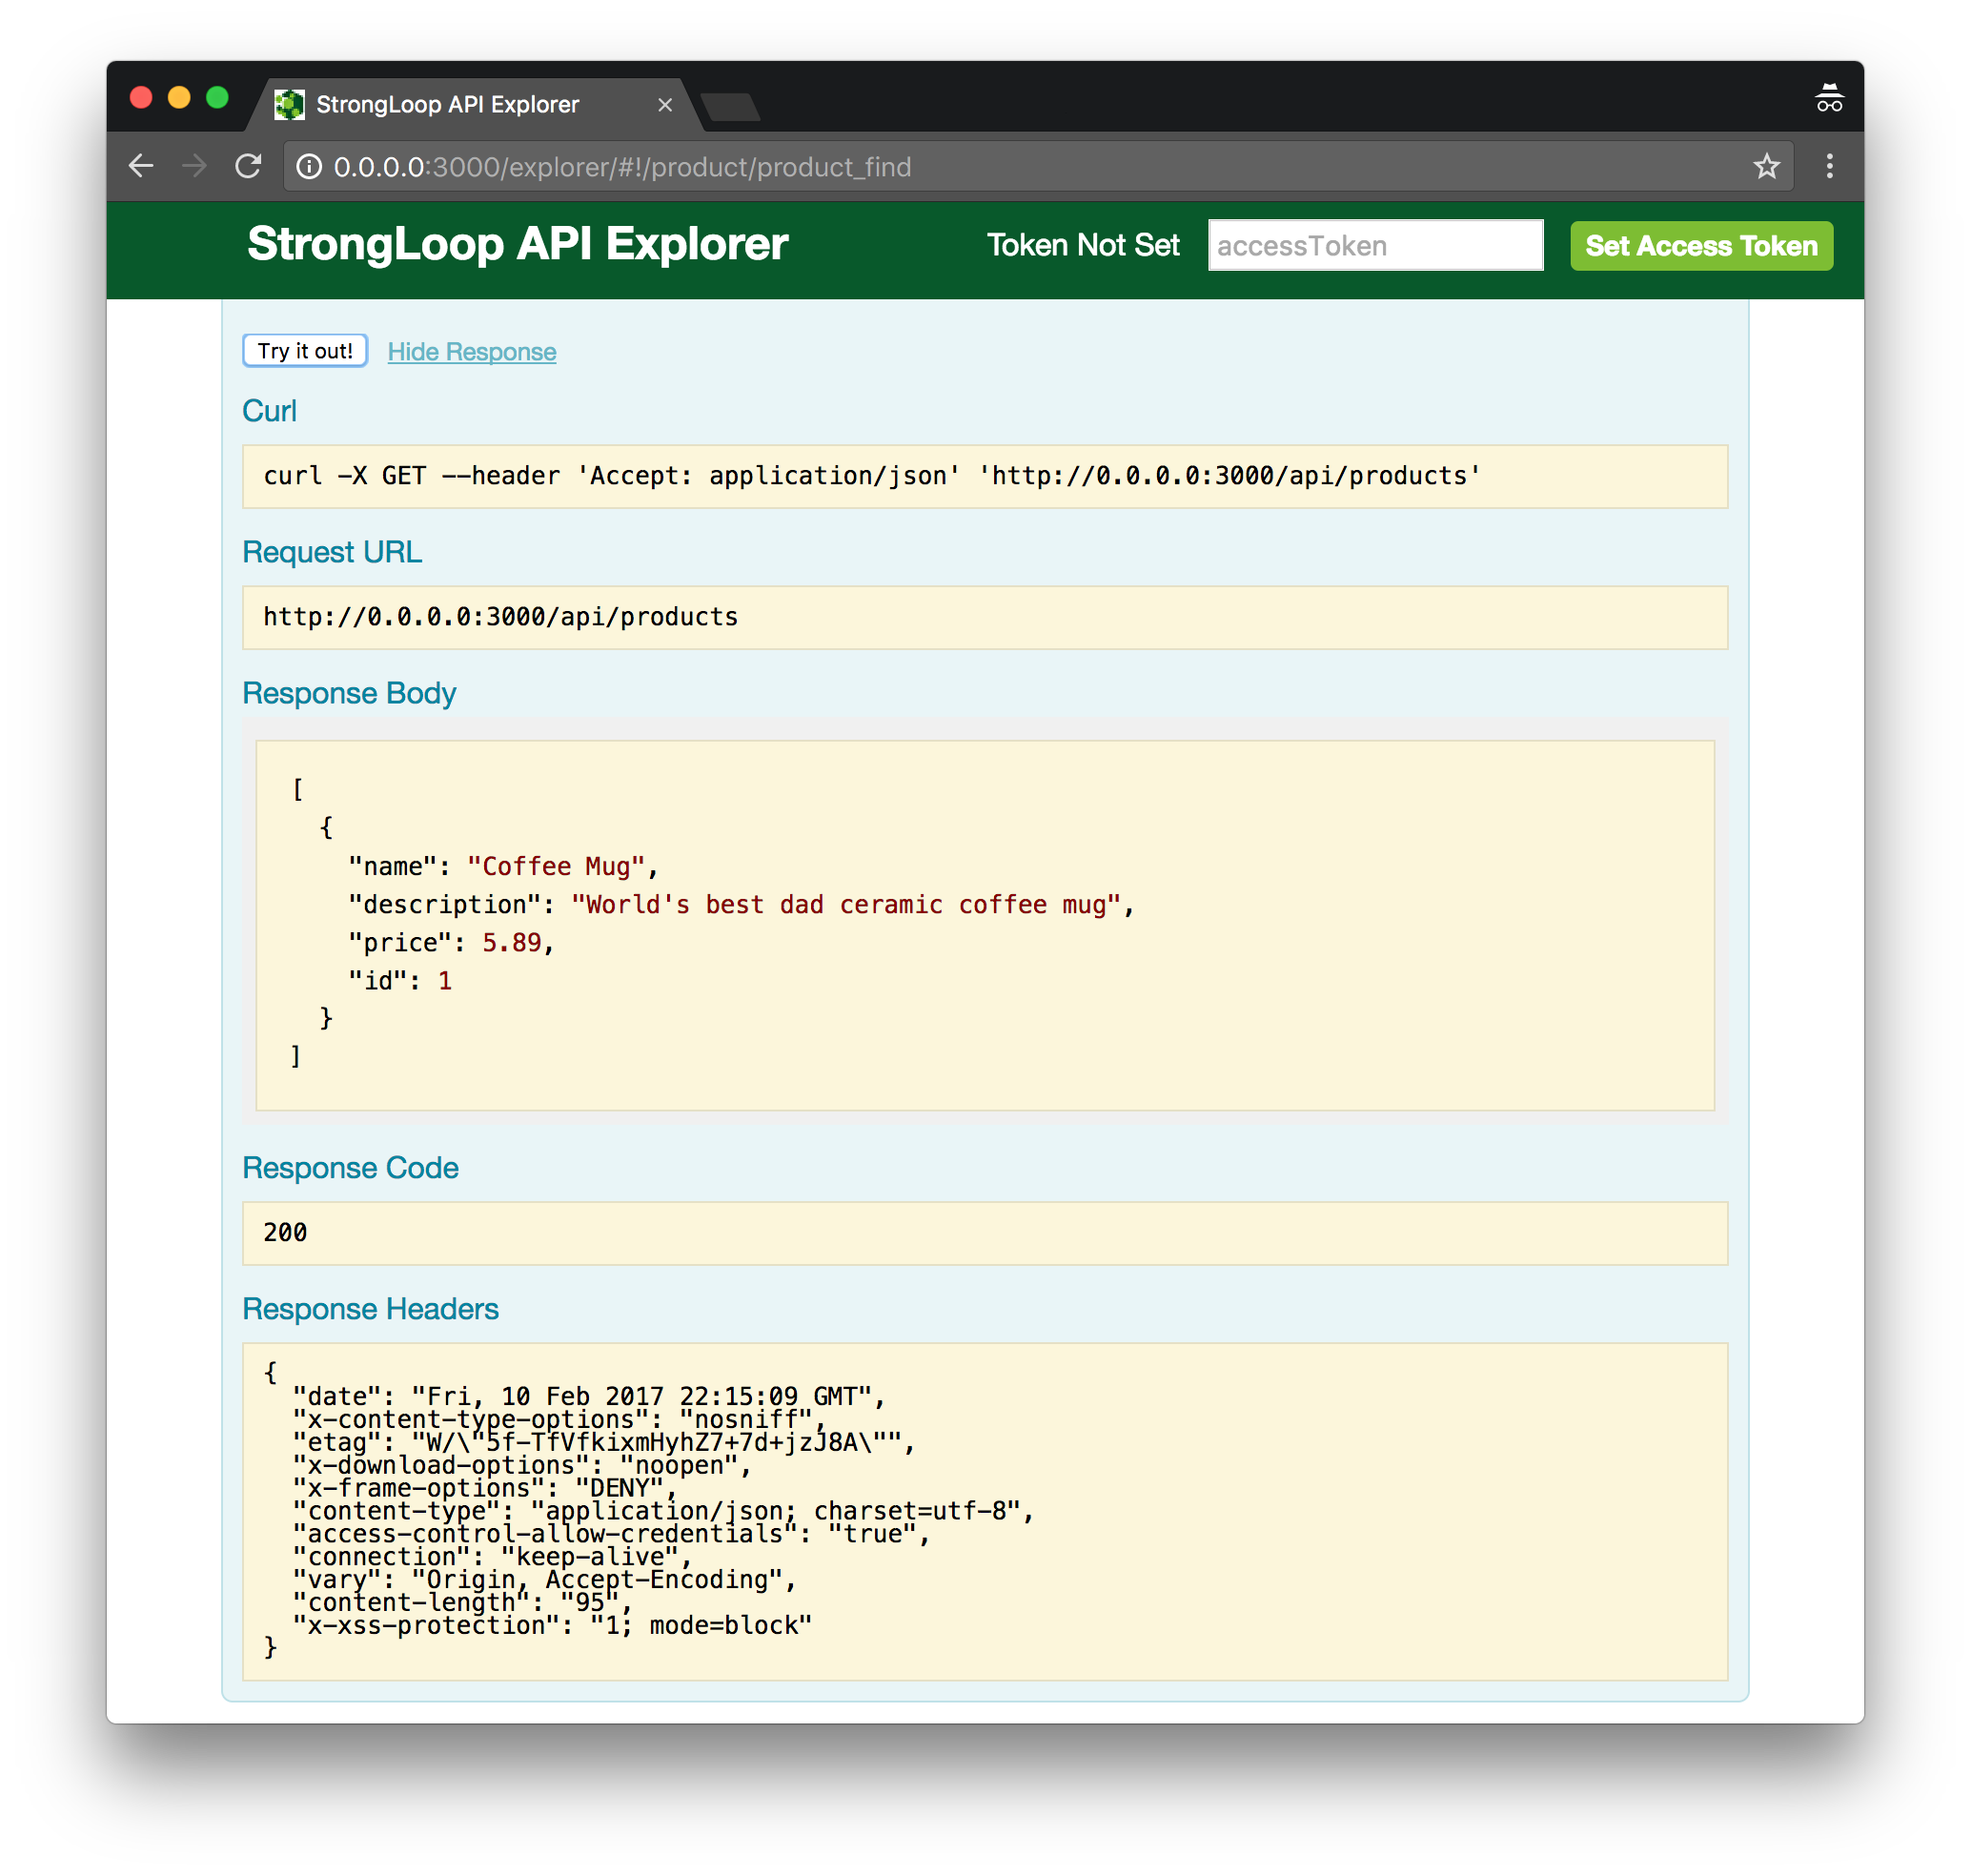 StrongLoop API Explorer
0.0.0.0:3000/explorer/#!/product/product_find
StrongLoop API Explorer Token Not Set accessToken Set Access Token
Try it out! Hide Response
Curl
curl -X GET --header 'Accept: application/json' 'http://0.0.0.0:3000/api/products'
Request URL
http://0.0.0.0:3000/api/products
Response Body
[
  {
    "name": "Coffee Mug",
    "description": "World's best dad ceramic coffee mug",
    "price": 5.89,
    "id": 1
  }
]
Response Code
200
Response Headers
{
  "date": "Fri, 10 Feb 2017 22:15:09 GMT",
  "x-content-type-options": "nosniff",
  "etag": "W/\"5f-TfVfkixmHyhZ7+7d+jzJ8A\"",
  "x-download-options": "noopen",
  "x-frame-options": "DENY",
  "content-type": "application/json; charset=utf-8",
  "access-control-allow-credentials": "true",
  "connection": "keep-alive",
  "vary": "Origin, Accept-Encoding",
  "content-length": "95",
  "x-xss-protection": "1; mode=block"
}